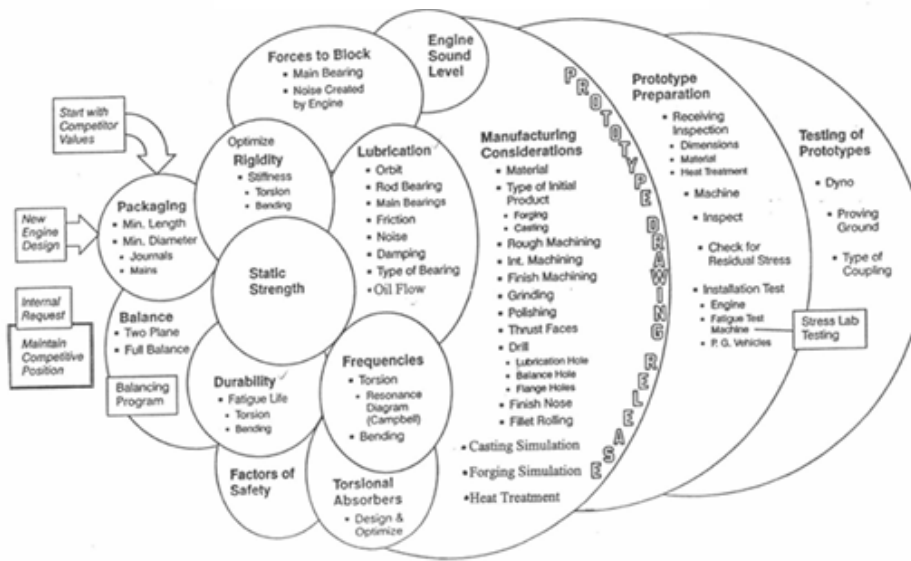 Start with
Competitor
Values
New
Engine
Design
Internal
Request
Maintain
Competitive
Position
Packaging
▪ Min. Length
▪ Min. Diameter
▪ Journals
▪ Mains
Balance
▪ Two Plane
▪ Full Balance
Balancing
Program
Forces to Block
▪ Main Bearing
▪ Noise Created
by Engine
Engine
Sound
Level
Optimize
Rigidity
▪ Stiffness
▪ Torsion
▪ Bending
Static
Strength
Durability
▪ Fatigue Life
▪ Torsion
▪ Bending
Factors of
Safety
Lubrication
▪ Orbit
▪ Rod Bearing
▪ Main Bearings
▪ Friction
▪ Noise
▪ Damping
▪ Type of Bearing
▪ Oil Flow
Frequencies
▪ Torsion
▪ Resonance
Diagram
(Campbell)
▪ Bending
Torsional
Absorbers
▪ Design &
Optimize
Manufacturing
Considerations
▪ Material
▪ Type of Initial
Product
▪ Forging
▪ Casting
▪ Rough Machining
▪ Int. Machining
▪ Finish Machining
▪ Grinding
▪ Polishing
▪ Thrust Faces
▪ Drill
▪ Lubrication Hole
▪ Balance Hole
▪ Flange Holes
▪ Finish Nose
▪ Fillet Rolling
•Casting Simulation
•Forging Simulation
•Heat Treatment
PROTOTYPE DRAWING RELEASE
Prototype
Preparation
▪ Receiving
Inspection
▪ Dimensions
▪ Material
▪ Heat Treatment
▪ Machine
▪ Inspect
▪ Check for
Residual Stress
▪ Installation Test
▪ Engine
▪ Fatigue Test
Machine
▪ P. G. Vehicles
Stress Lab
Testing
Testing of
Prototypes
▪ Dyno
▪ Proving
Ground
▪ Type of
Coupling